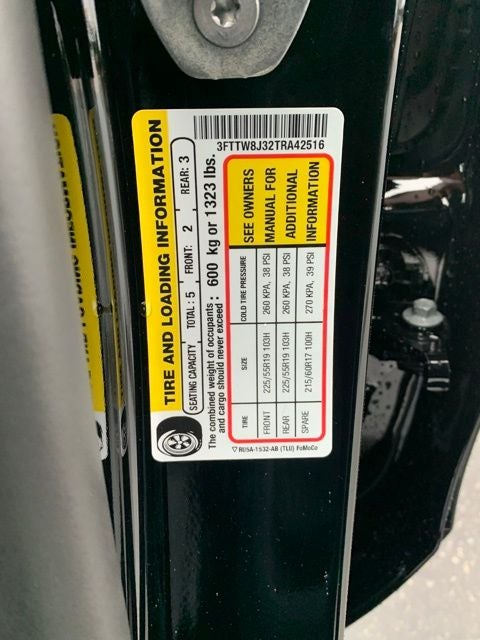 3FTTW8J32TRA42516
TIRE AND LOADING INFORMATION
SEATING CAPACITY TOTAL : 5 FRONT: 2 REAR: 3
The combined weight of occupants : 600 kg or 1323 lbs.
and cargo should never exceed :
TIRE SIZE COLD TIRE PRESSURE SEE OWNERS
FRONT 225/55R19 103H 260 KPA, 38 PSI MANUAL FOR
REAR 225/55R19 103H 260 KPA, 38 PSI ADDITIONAL
SPARE 215/60R17 100H 270 KPA, 39 PSI INFORMATION
RU5A-1532-AB (TLU) FoMoCo